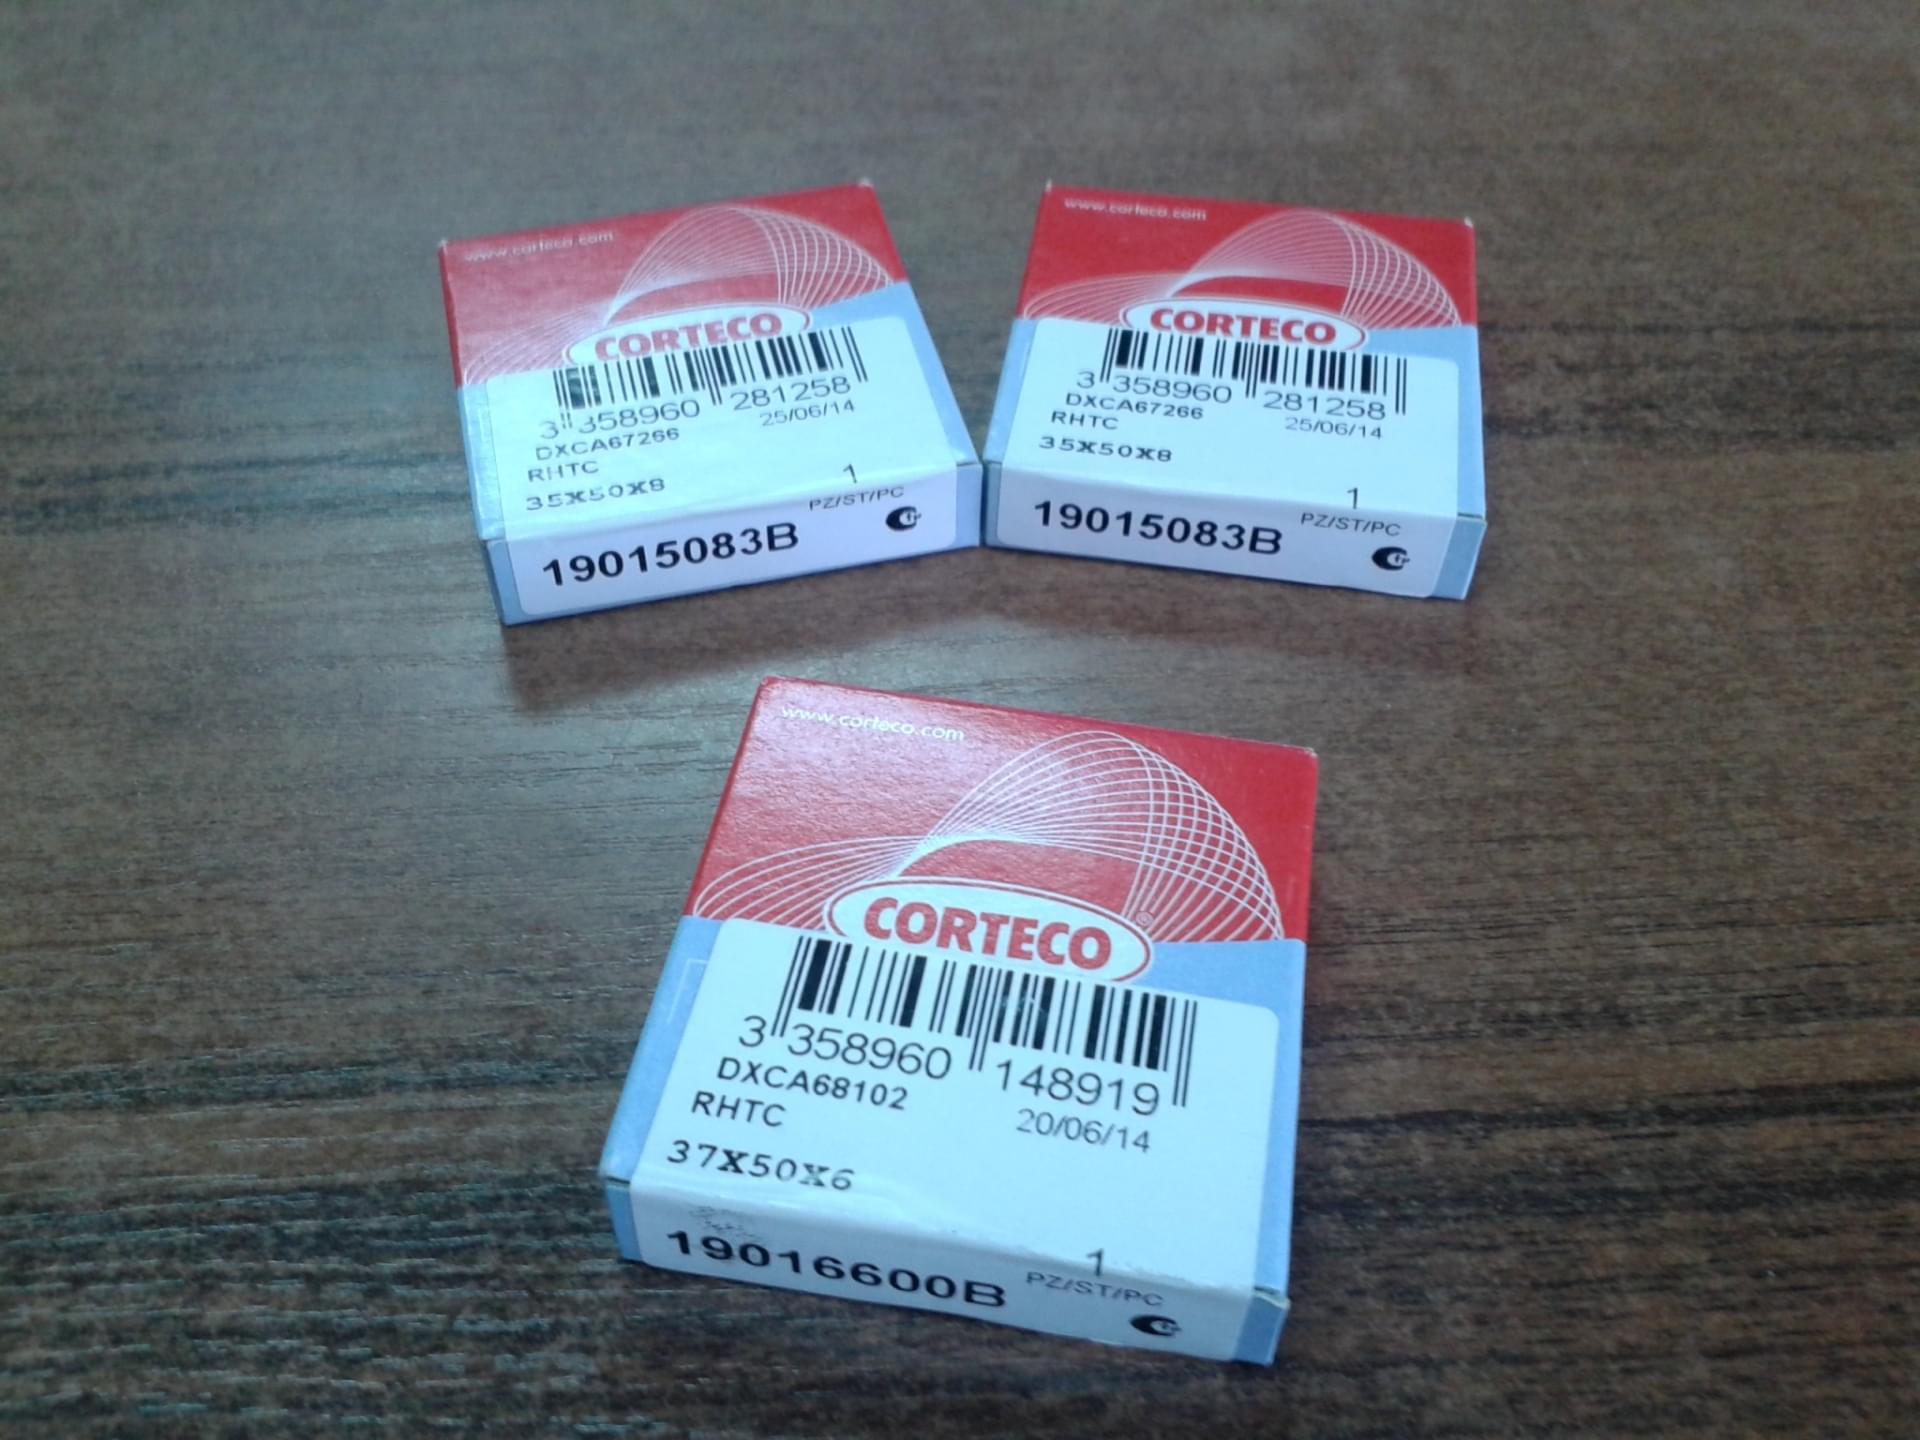 www.corteco.com
CORTECO
3 358960 281258
DXCA67266
25/06/14
RHTC
35X50X8
1
PZ/ST/PC
19015083B
www.corteco.com
CORTECO
3 358960 281258
DXCA67266
25/06/14
RHTC
35X50X8
1
PZ/ST/PC
19015083B
www.corteco.com
CORTECO®
3 358960 148919
DXCA68102
20/06/14
RHTC
37X50X6
1
PZ/ST/PC
19016600B